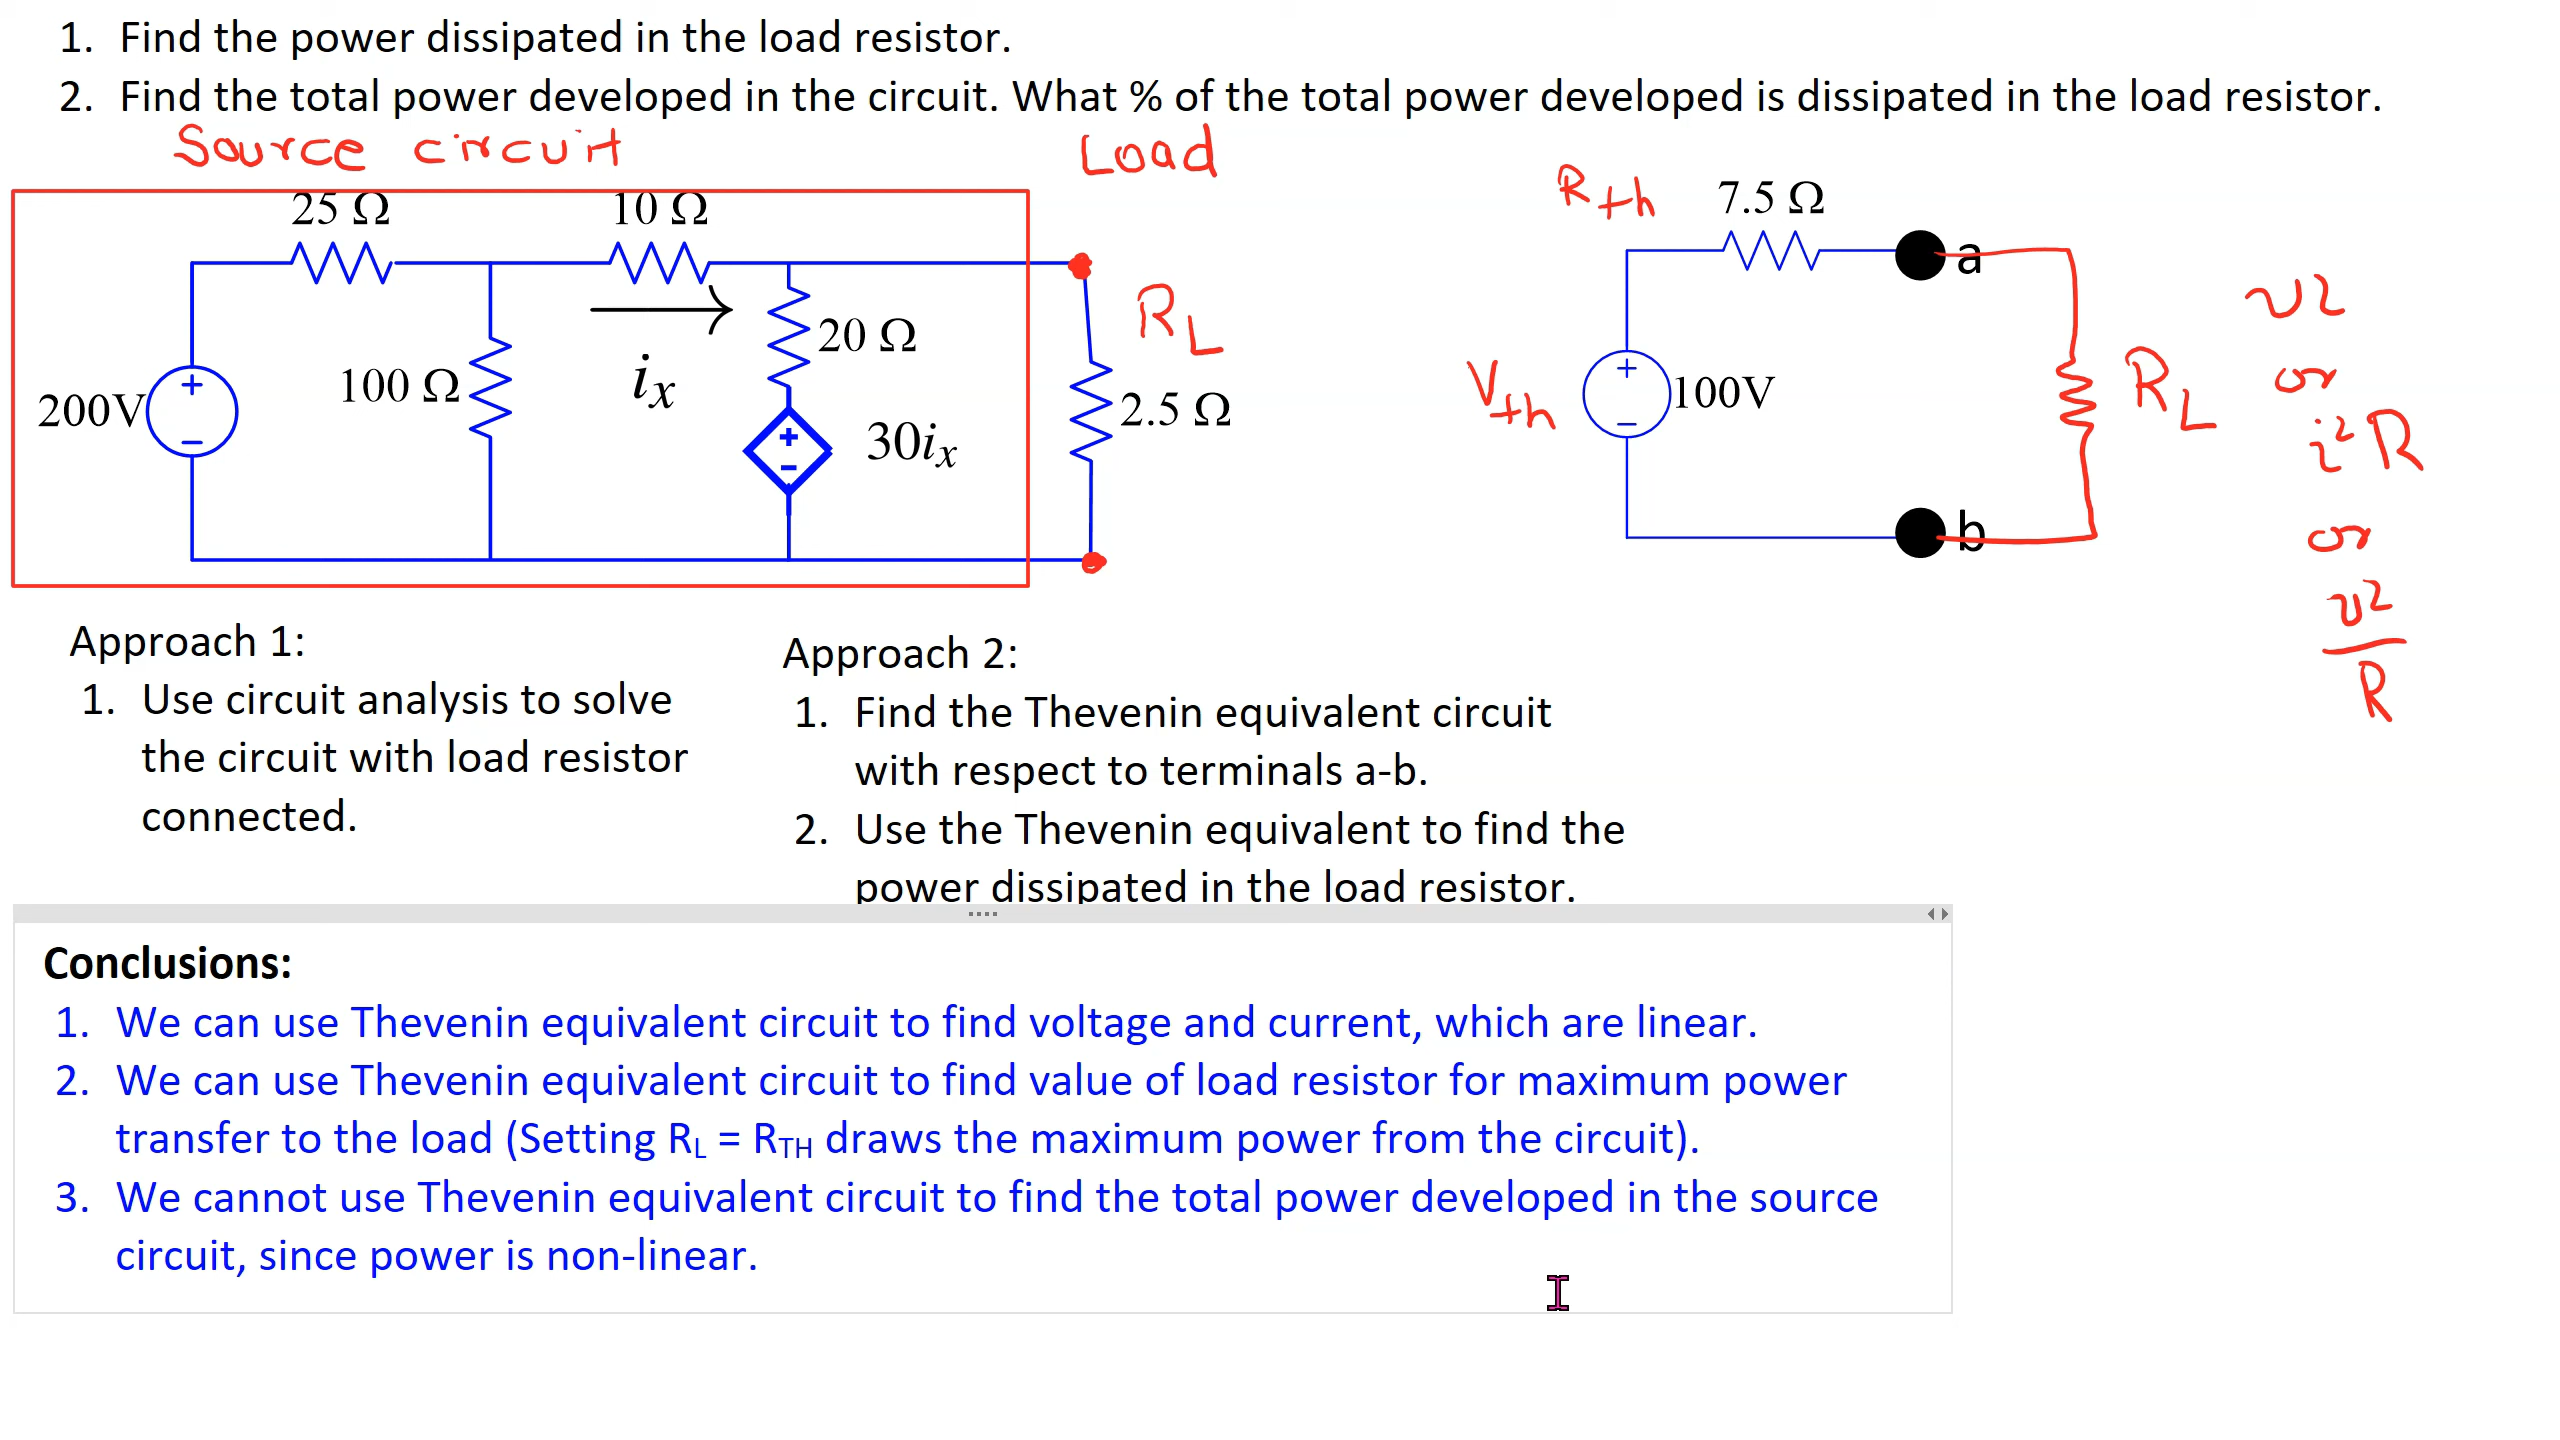 1. Find the power dissipated in the load resistor.
2. Find the total power developed in the circuit. What % of the total power developed is dissipated in the load resistor.
Source circuit
Load
25 Ω
10 Ω
200V
100 Ω
iₓ
20 Ω
30iₓ
R_L
2.5 Ω
Rth
7.5 Ω
a
Vth
100V
b
R_L
vi
or
i²R
or
v²
R
Approach 1:
1. Use circuit analysis to solve
the circuit with load resistor
connected.
Approach 2:
1. Find the Thevenin equivalent circuit
with respect to terminals a-b.
2. Use the Thevenin equivalent to find the
power dissipated in the load resistor.
Conclusions:
1. We can use Thevenin equivalent circuit to find voltage and current, which are linear.
2. We can use Thevenin equivalent circuit to find value of load resistor for maximum power
transfer to the load (Setting R_L = R_TH draws the maximum power from the circuit).
3. We cannot use Thevenin equivalent circuit to find the total power developed in the source
circuit, since power is non-linear.